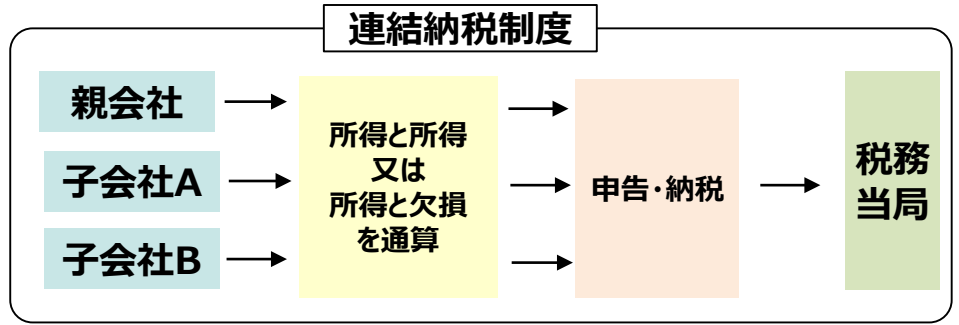 連結納税制度
親会社
子会社A
子会社B
所得と所得
又は
所得と欠損
を通算
申告・納税
税務
当局